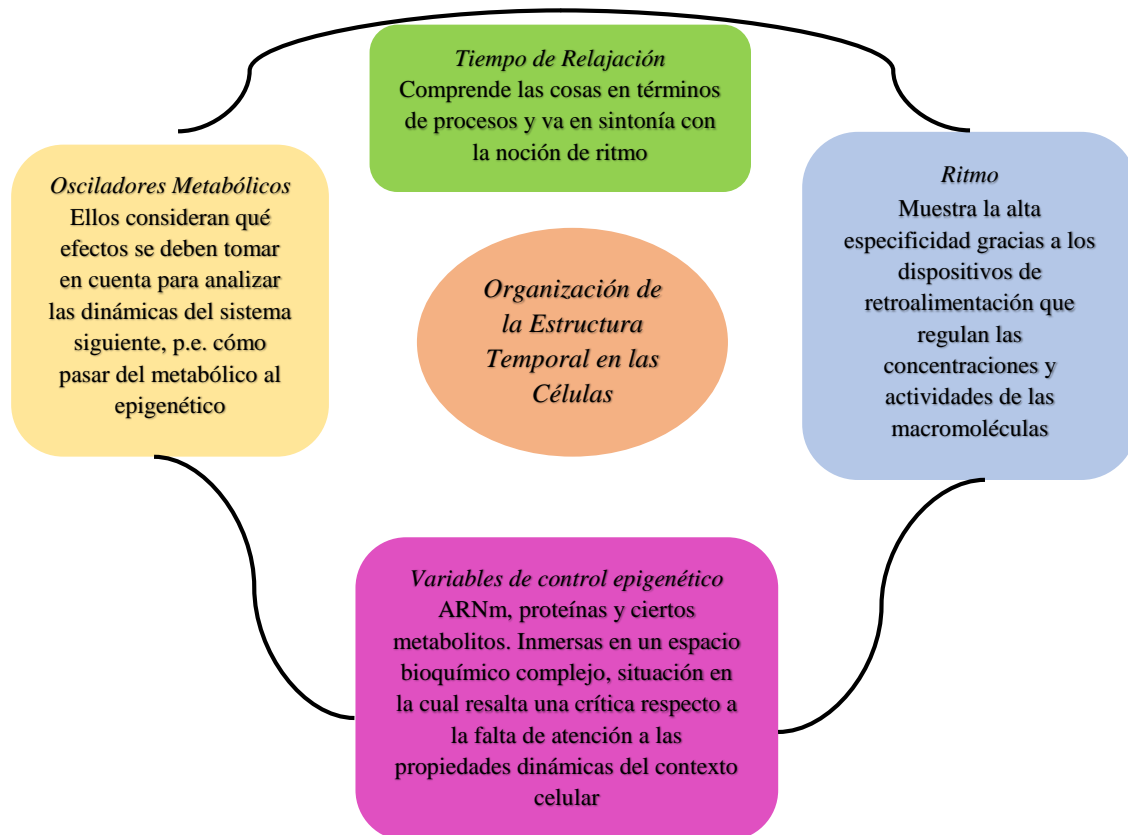 Tiempo de Relajación
Comprende las cosas en términos
de procesos y va en sintonía con
la noción de ritmo
Osciladores Metabólicos
Ellos consideran qué
efectos se deben tomar
en cuenta para analizar
las dinámicas del sistema
siguiente, p.e. cómo
pasar del metabólico al
epigenético
Organización de
la Estructura
Temporal en las
Células
Ritmo
Muestra la alta
especificidad gracias a los
dispositivos de
retroalimentación que
regulan las
concentraciones y
actividades de las
macromoléculas
Variables de control epigenético
ARNm, proteínas y ciertos
metabolitos. Inmersas en un espacio
bioquímico complejo, situación en
la cual resalta una crítica respecto a
la falta de atención a las
propiedades dinámicas del contexto
celular